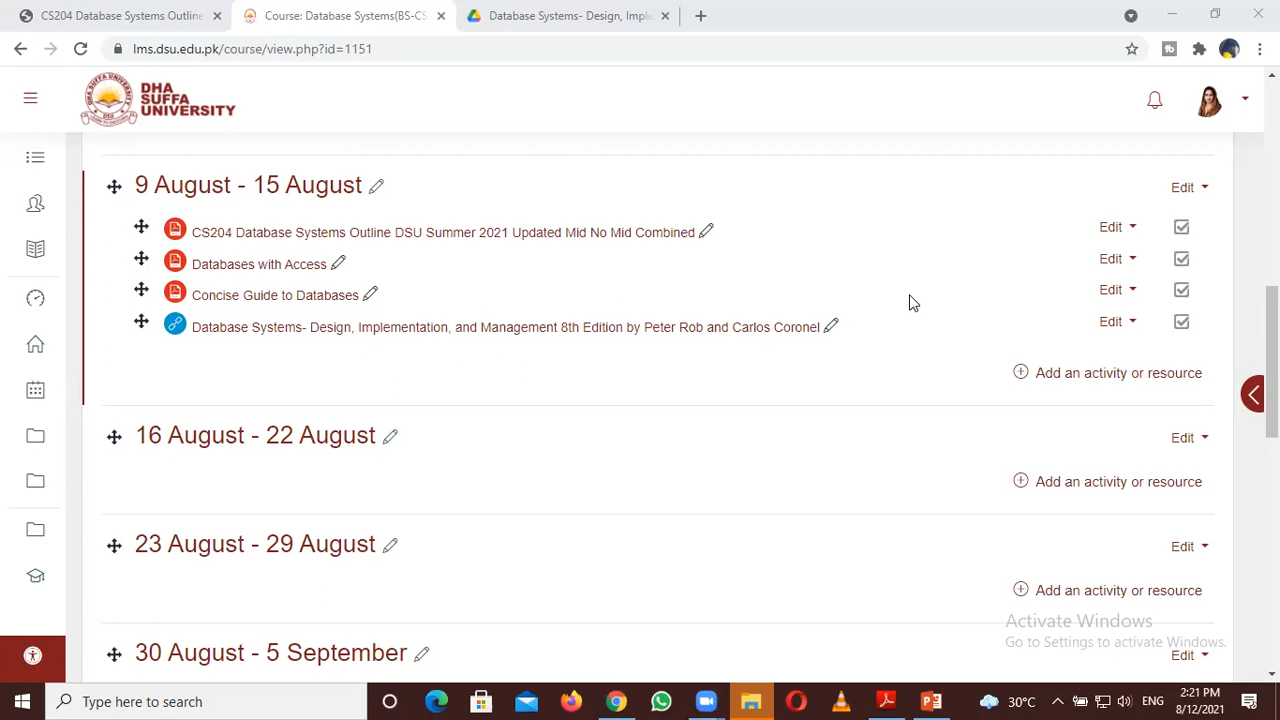 CS204 Database Systems Outline
Course: Database Systems(BS-CS
Database Systems- Design, Imple
lms.dsu.edu.pk/course/view.php?id=1151
DHA
SUFFA
UNIVERSITY
9 August - 15 August
Edit
CS204 Database Systems Outline DSU Summer 2021 Updated Mid No Mid Combined
Edit
Databases with Access
Edit
Concise Guide to Databases
Edit
Database Systems- Design, Implementation, and Management 8th Edition by Peter Rob and Carlos Coronel
Edit
Add an activity or resource
16 August - 22 August
Edit
Add an activity or resource
23 August - 29 August
Edit
Add an activity or resource
Activate Windows
Go to Settings to activate Windows.
30 August - 5 September
Edit
Type here to search
30°C
ENG
2:21 PM
8/12/2021